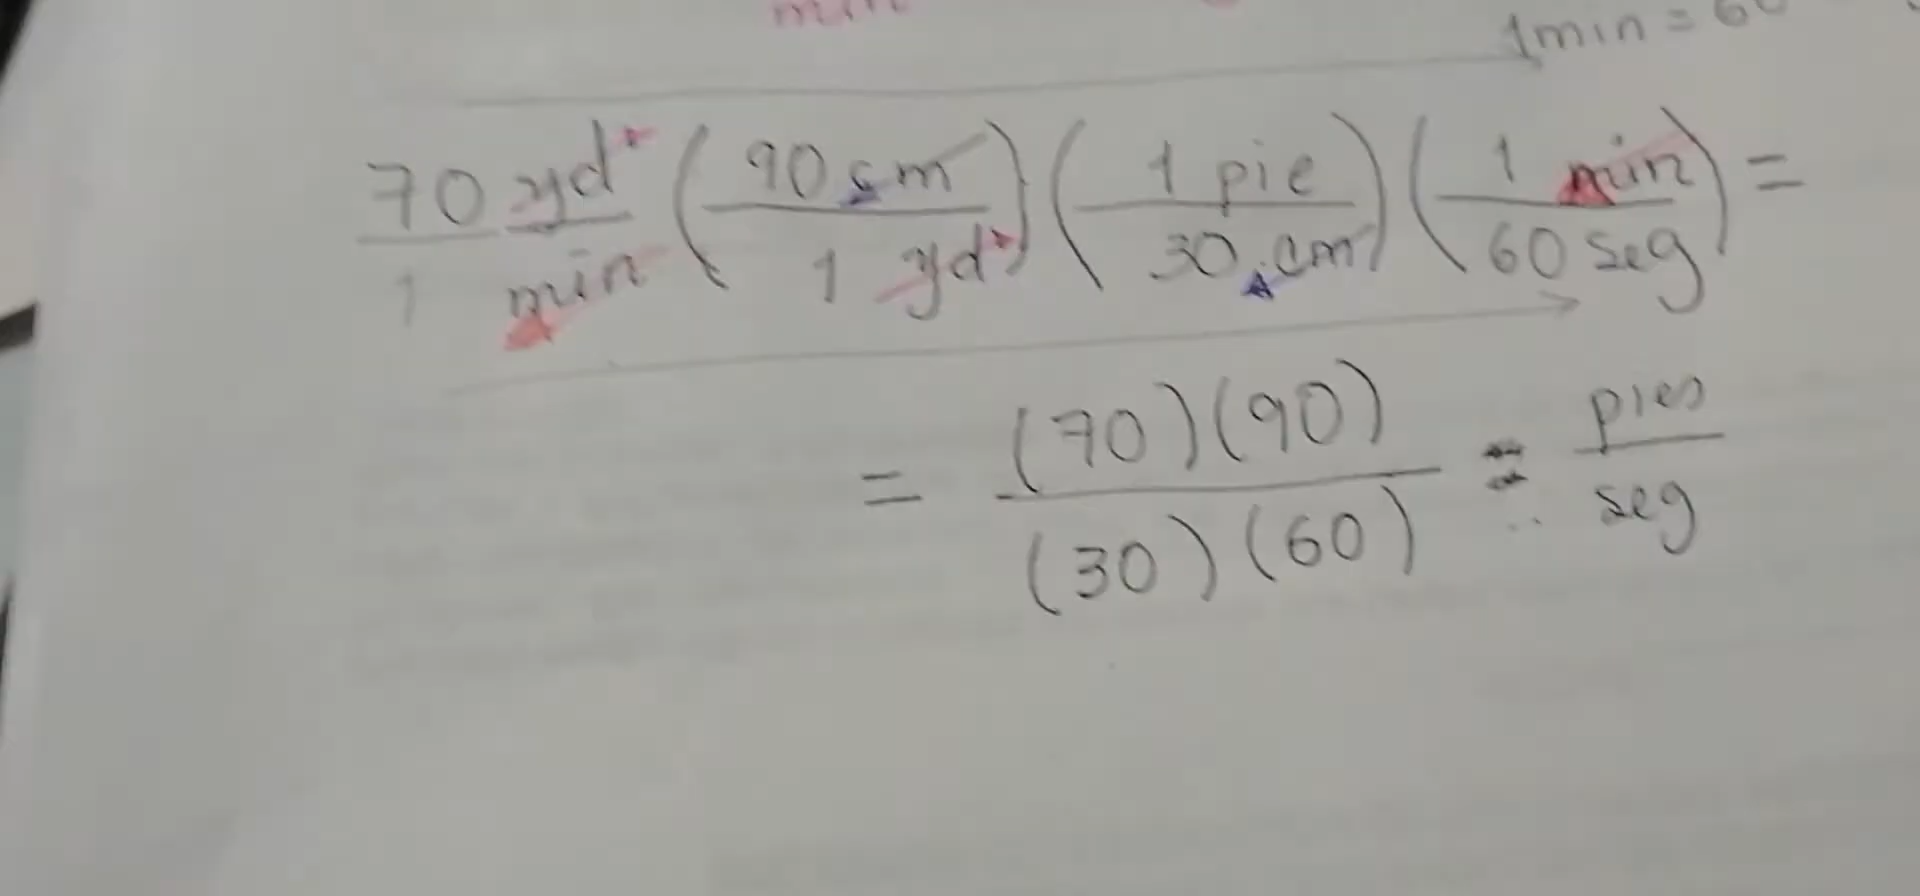 min
1min = 60
70 yd / 1 min (90 cm / 1 yd) (1 pie / 30 cm) (1 min / 60 seg) =
= (70)(90) / (30)(60) = pies / seg